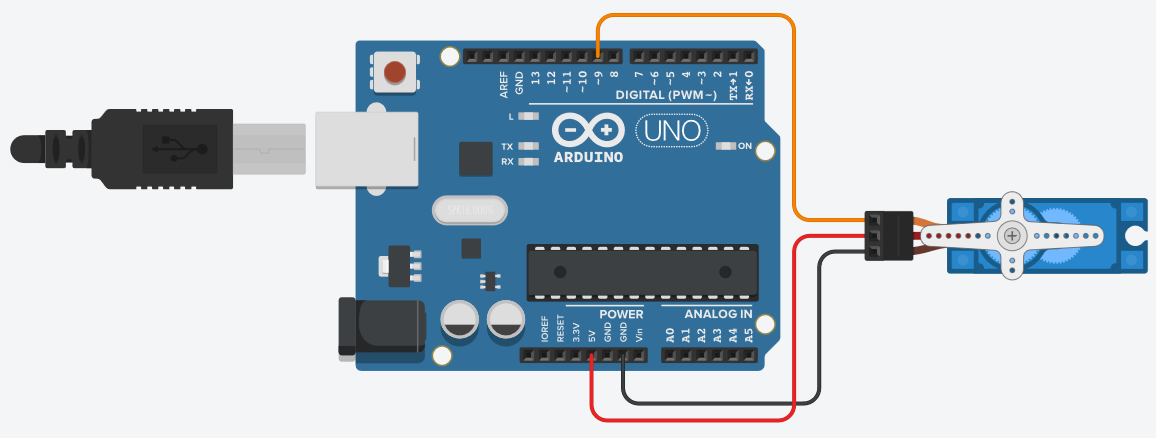 AREF
GND
13
12
~11
~10
~9
8
7
~6
~5
4
~3
2
TX→1
RX←0
DIGITAL (PWM~)
L
TX
RX
ARDUINO
UNO
ON
POWER
ANALOG IN
IOREF
RESET
3.3V
5V
GND
GND
Vin
A0
A1
A2
A3
A4
A5